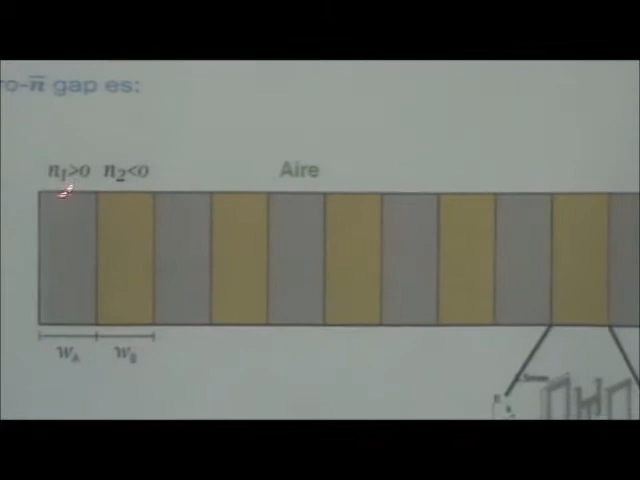 ro-n̅ gap es:
n₁>0 n₂<0 Aire
w_A w_B